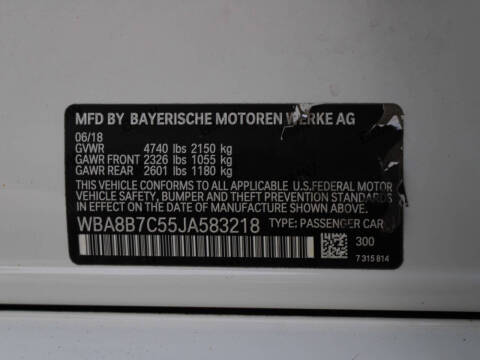 MFD BY BAYERISCHE MOTOREN WERKE AG
06/18
GVWR 4740 lbs 2150 kg
GAWR FRONT 2326 lbs 1055 kg
GAWR REAR 2601 lbs 1180 kg
THIS VEHICLE CONFORMS TO ALL APPLICABLE U.S.FEDERAL MOTOR
VEHICLE SAFETY, BUMPER AND THEFT PREVENTION STANDARDS
IN EFFECT ON THE DATE OF MANUFACTURE SHOWN ABOVE.
WBA8B7C55JA583218 TYPE: PASSENGER CAR
300
7 315 814